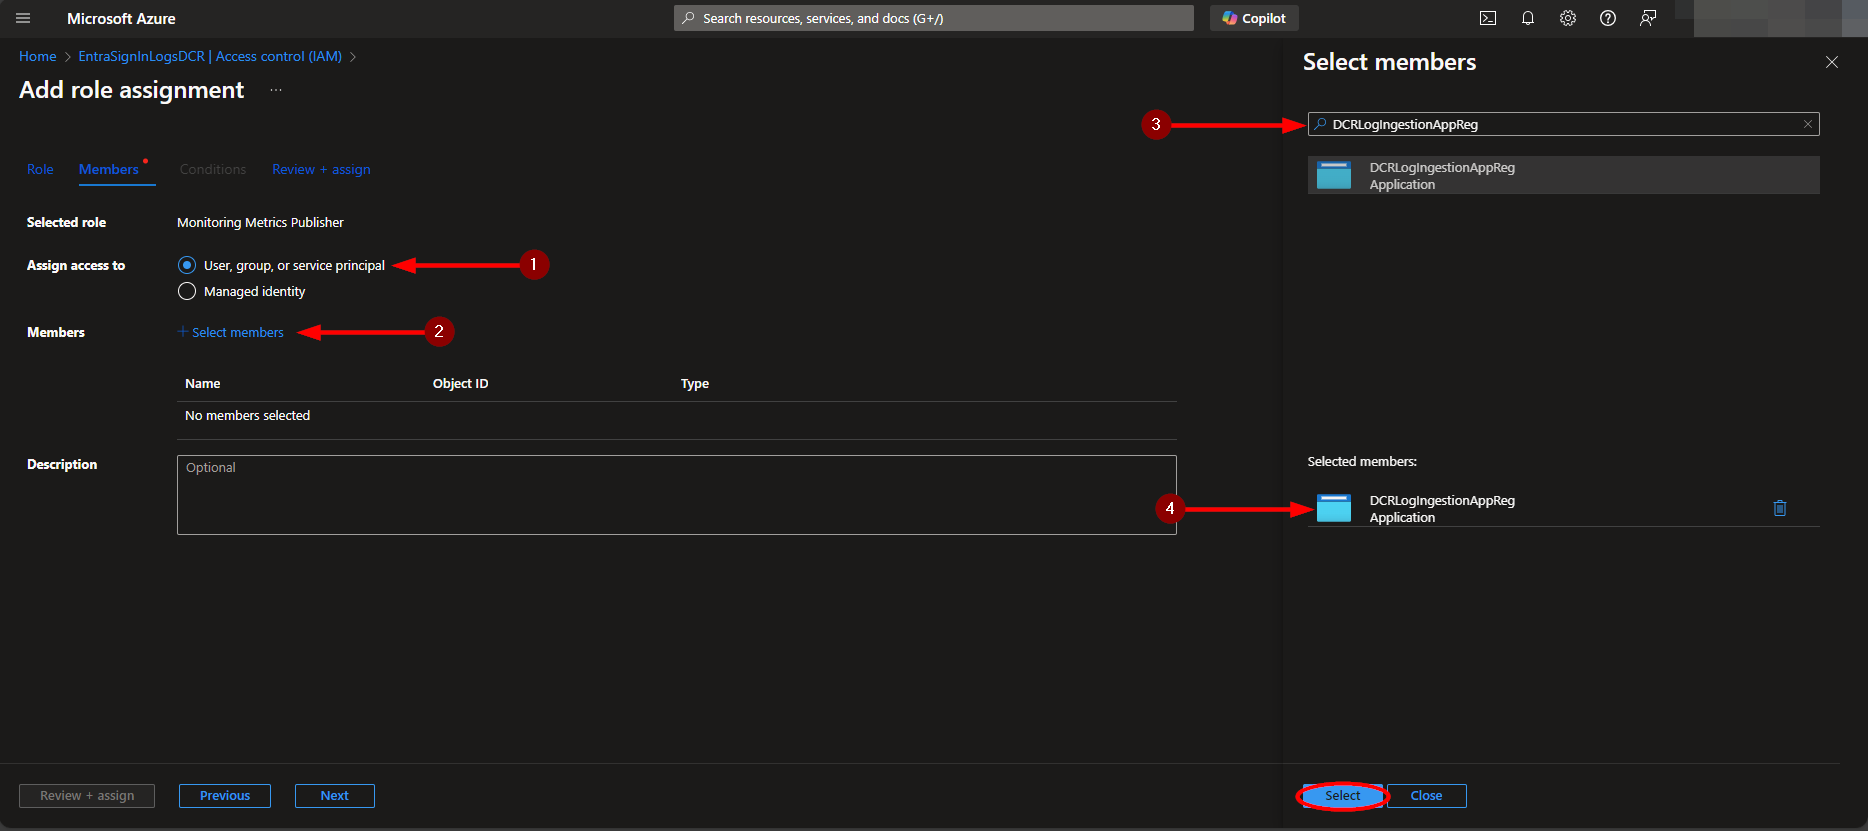 Microsoft Azure
Search resources, services, and docs (G+/)
Copilot
Home > EntraSignInLogsDCR | Access control (IAM) >
Add role assignment ...
Role Members Conditions Review + assign
Selected role Monitoring Metrics Publisher
Assign access to User, group, or service principal 1
Managed identity
Members + Select members 2
Name Object ID Type
No members selected
Description Optional
Review + assign Previous Next
Select members
3 DCRLogIngestionAppReg
DCRLogIngestionAppReg
Application
Selected members:
4 DCRLogIngestionAppReg
Application
Select Close